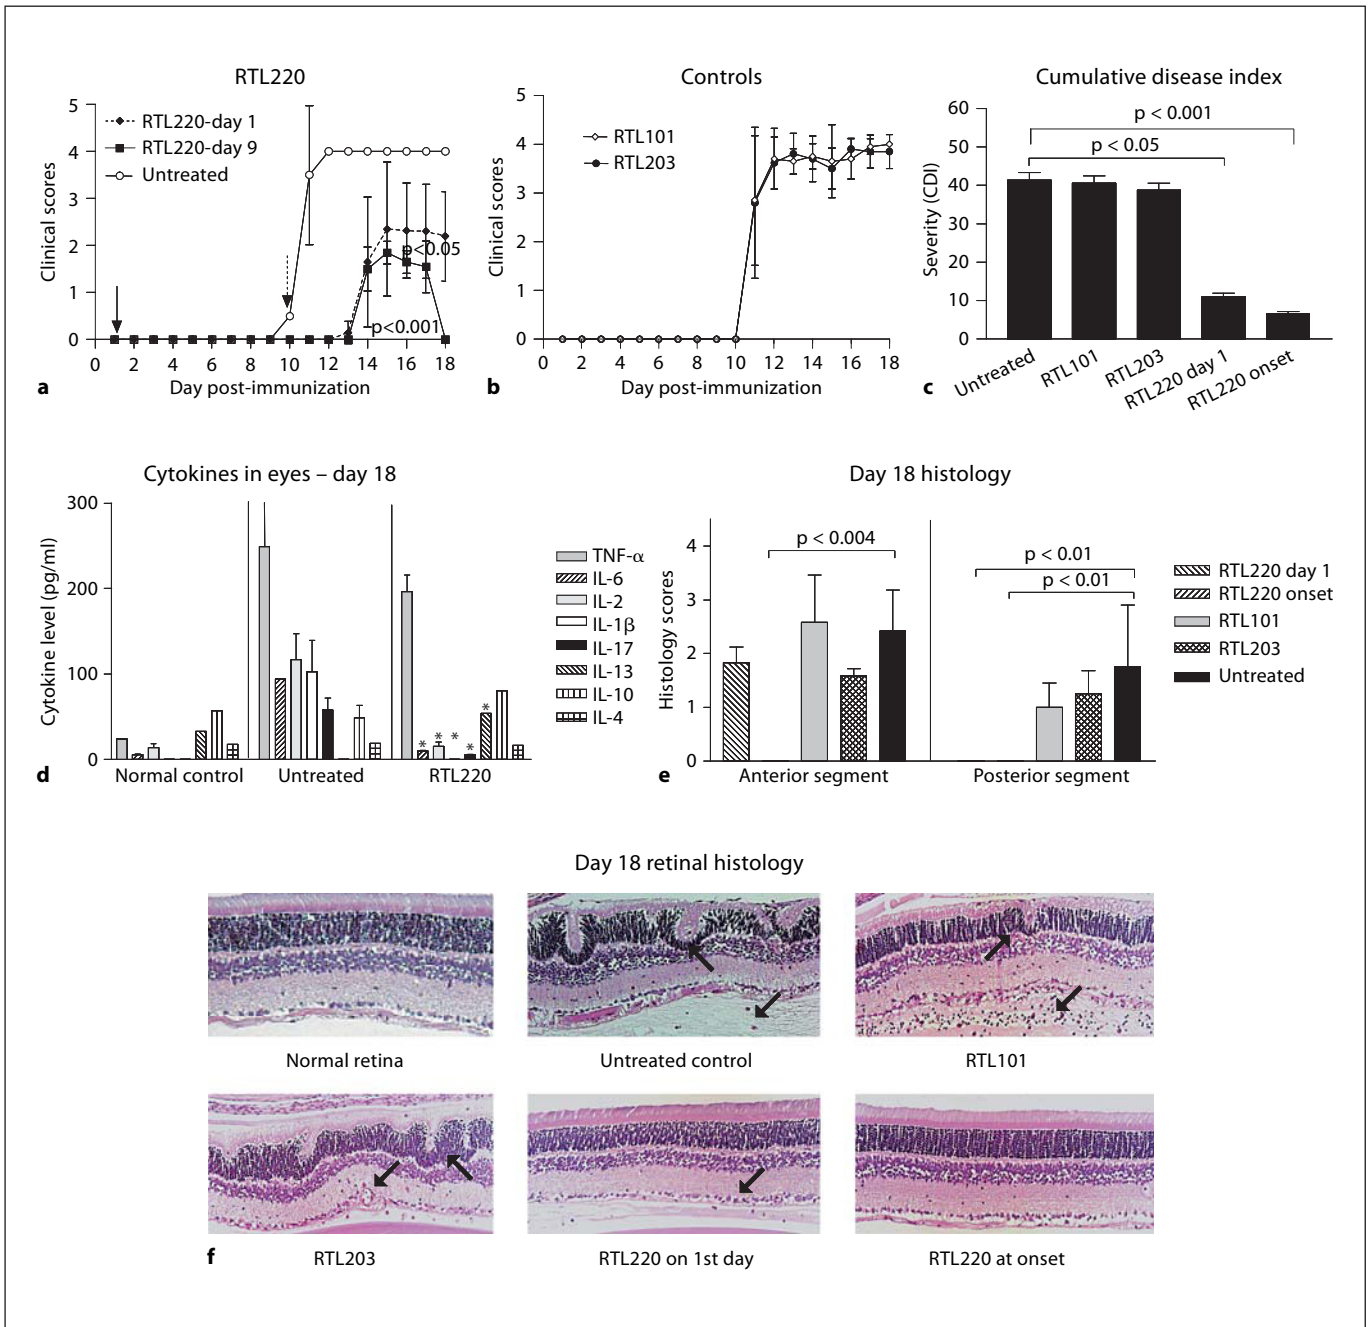 RTL220
5
4
3
2
1
0
Clinical scores
RTL220-day 1
RTL220-day 9
Untreated
p<0.05
p<0.001
0 2 4 6 8 10 12 14 16 18
Day post-immunization
a
Controls
5
4
3
2
1
0
Clinical scores
RTL101
RTL203
0 2 4 6 8 10 12 14 16 18
Day post-immunization
b
Cumulative disease index
60
50
40
30
20
10
0
Severity (CDI)
p < 0.001
p < 0.05
Untreated
RTL101
RTL203
RTL220 day 1
RTL220 onset
c
Cytokines in eyes – day 18
300
200
100
0
Cytokine level (pg/ml)
* * * * *
Normal control
Untreated
RTL220
TNF-α
IL-6
IL-2
IL-1β
IL-17
IL-13
IL-10
IL-4
d
Day 18 histology
4
3
2
1
0
Histology scores
p < 0.004
p < 0.01
p < 0.01
Anterior segment
Posterior segment
RTL220 day 1
RTL220 onset
RTL101
RTL203
Untreated
e
Day 18 retinal histology
Normal retina
Untreated control
RTL101
RTL203
RTL220 on 1st day
RTL220 at onset
f